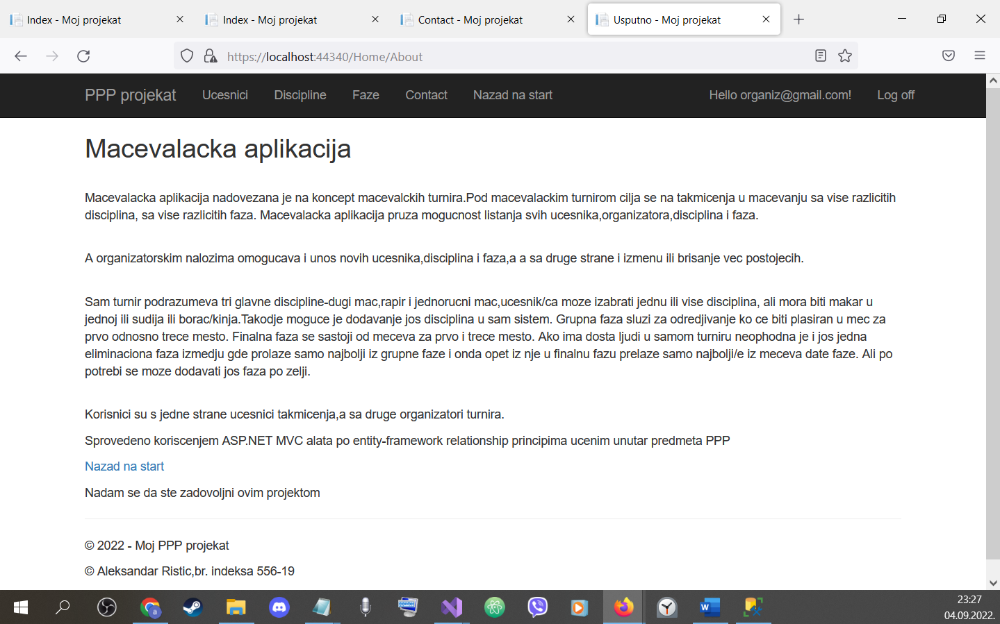 Index - Moj projekat
Index - Moj projekat
Contact - Moj projekat
Usputno - Moj projekat
https://localhost:44340/Home/About
PPP projekat
Ucesnici
Discipline
Faze
Contact
Nazad na start
Hello organiz@gmail.com!
Log off
Macevalacka aplikacija
Macevalacka aplikacija nadovezana je na koncept macevalckih turnira.Pod macevalackim turnirom cilja se na takmicenja u macevanju sa vise razlicitih
disciplina, sa vise razlicitih faza. Macevalacka aplikacija pruza mogucnost listanja svih ucesnika,organizatora,disciplina i faza.
A organizatorskim nalozima omogucava i unos novih ucesnika,disciplina i faza,a a sa druge strane i izmenu ili brisanje vec postojecih.
Sam turnir podrazumeva tri glavne discipline-dugi mac,rapir i jednorucni mac,ucesnik/ca moze izabrati jednu ili vise disciplina, ali mora biti makar u
jednoj ili sudija ili borac/kinja.Takodje moguce je dodavanje jos disciplina u sam sistem. Grupna faza sluzi za odredjivanje ko ce biti plasiran u mec za
prvo odnosno trece mesto. Finalna faza se sastoji od meceva za prvo i trece mesto. Ako ima dosta ljudi u samom turniru neophodna je i jos jedna
eliminaciona faza izmedju gde prolaze samo najbolji iz grupne faze i onda opet iz nje u finalnu fazu prelaze samo najbolji/e iz meceva date faze. Ali po
potrebi se moze dodavati jos faza po zelji.
Korisnici su s jedne strane ucesnici takmicenja,a sa druge organizatori turnira.
Sprovedeno koriscenjem ASP.NET MVC alata po entity-framework relationship principima ucenim unutar predmeta PPP
Nazad na start
Nadam se da ste zadovoljni ovim projektom
© 2022 - Moj PPP projekat
© Aleksandar Ristic,br. indeksa 556-19
23:27
04.09.2022.